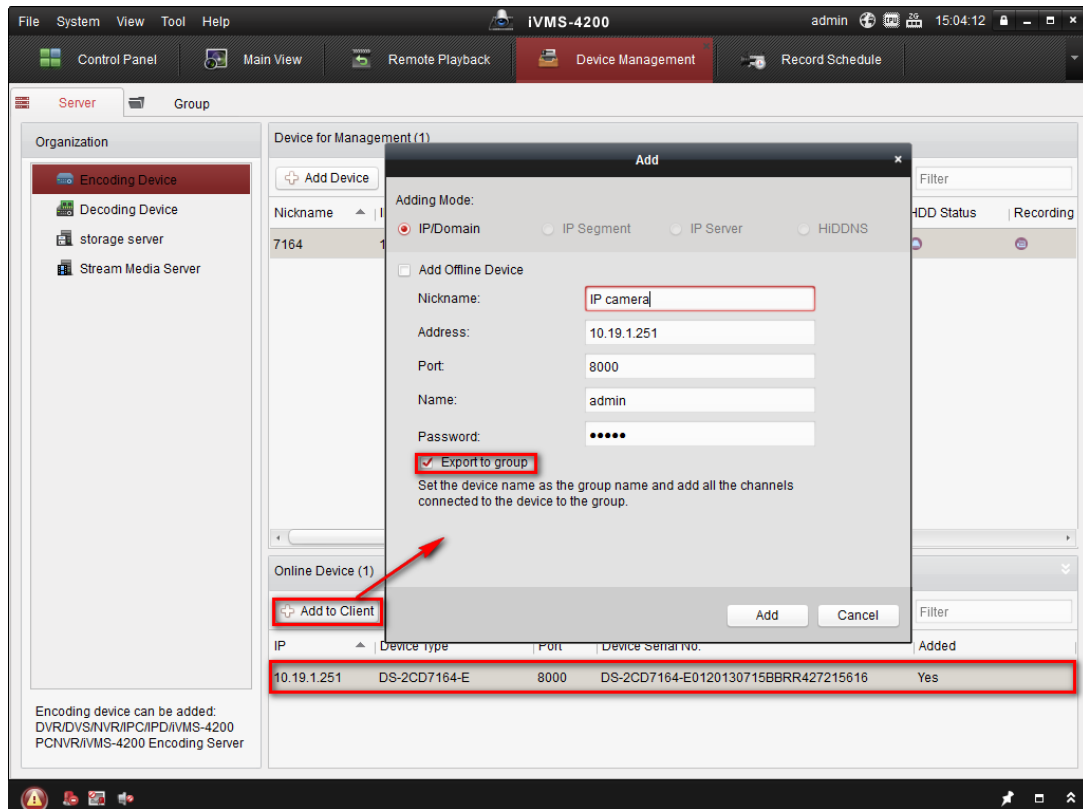 File System View Tool Help iVMS-4200 admin 15:04:12
Control Panel Main View Remote Playback Device Management Record Schedule
Server Group
Organization
Encoding Device
Decoding Device
storage server
Stream Media Server
Encoding device can be added:
DVR/DVS/NVR/IPC/IPD/iVMS-4200
PCNVR/iVMS-4200 Encoding Server
Device for Management (1)
Add Device Filter
Nickname HDD Status Recording
7164
Add
Adding Mode:
IP/Domain IP Segment IP Server HiDDNS
Add Offline Device
Nickname: IP camera
Address: 10.19.1.251
Port: 8000
Name: admin
Password: •••••
Export to group
Set the device name as the group name and add all the channels
connected to the device to the group.
Add Cancel
Online Device (1)
Add to Client Filter
IP Device Type Port Device Serial No. Added
10.19.1.251 DS-2CD7164-E 8000 DS-2CD7164-E0120130715BBRR427215616 Yes